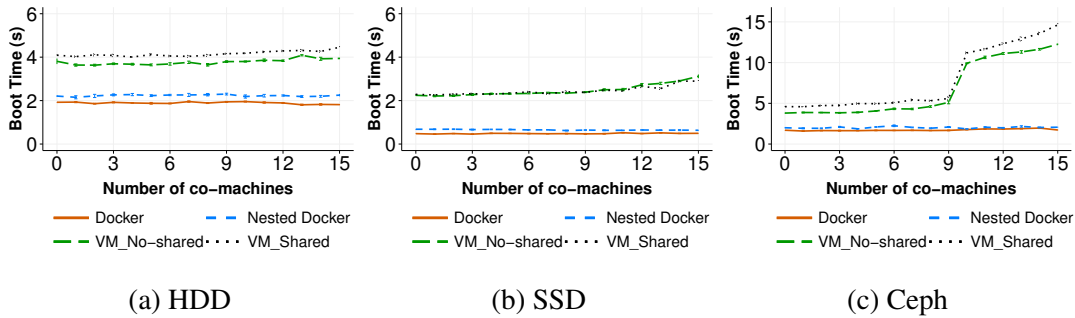 Boot Time (s)
6
4
2
0
0 3 6 9 12 15
Number of co−machines
Docker Nested Docker
VM_No−shared VM_Shared
(a) HDD
Boot Time (s)
6
4
2
0
0 3 6 9 12 15
Number of co−machines
Docker Nested Docker
VM_No−shared VM_Shared
(b) SSD
Boot Time (s)
15
10
5
0
0 3 6 9 12 15
Number of co−machines
Docker Nested Docker
VM_No−shared VM_Shared
(c) Ceph